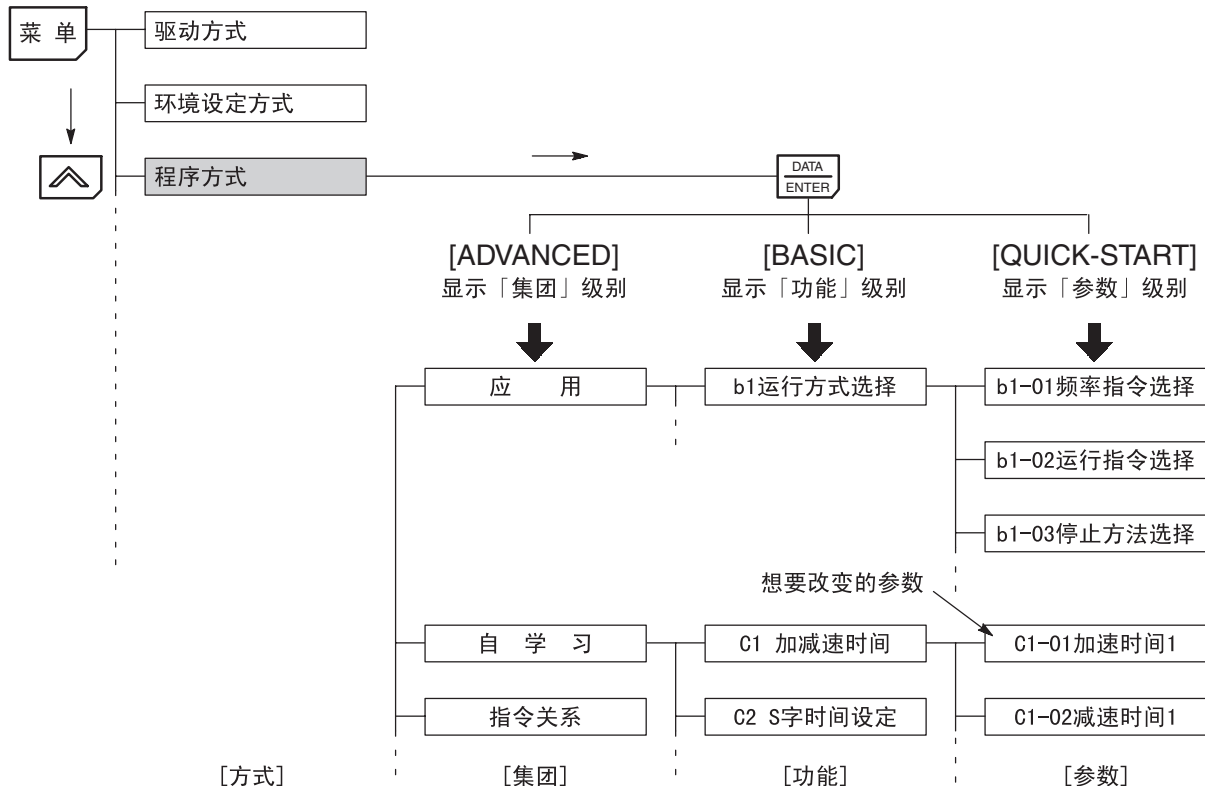 菜 单
驱动方式
环境设定方式
程序方式
DATA
ENTER
[ADVANCED]
显示「集团」级别
[BASIC]
显示「功能」级别
[QUICK-START]
显示「参数」级别
应 用
b1运行方式选择
b1-01频率指令选择
b1-02运行指令选择
b1-03停止方法选择
想要改变的参数
自 学 习
C1 加减速时间
C1-01加速时间1
指令关系
C2 S字时间设定
C1-02减速时间1
[方式]
[集团]
[功能]
[参数]